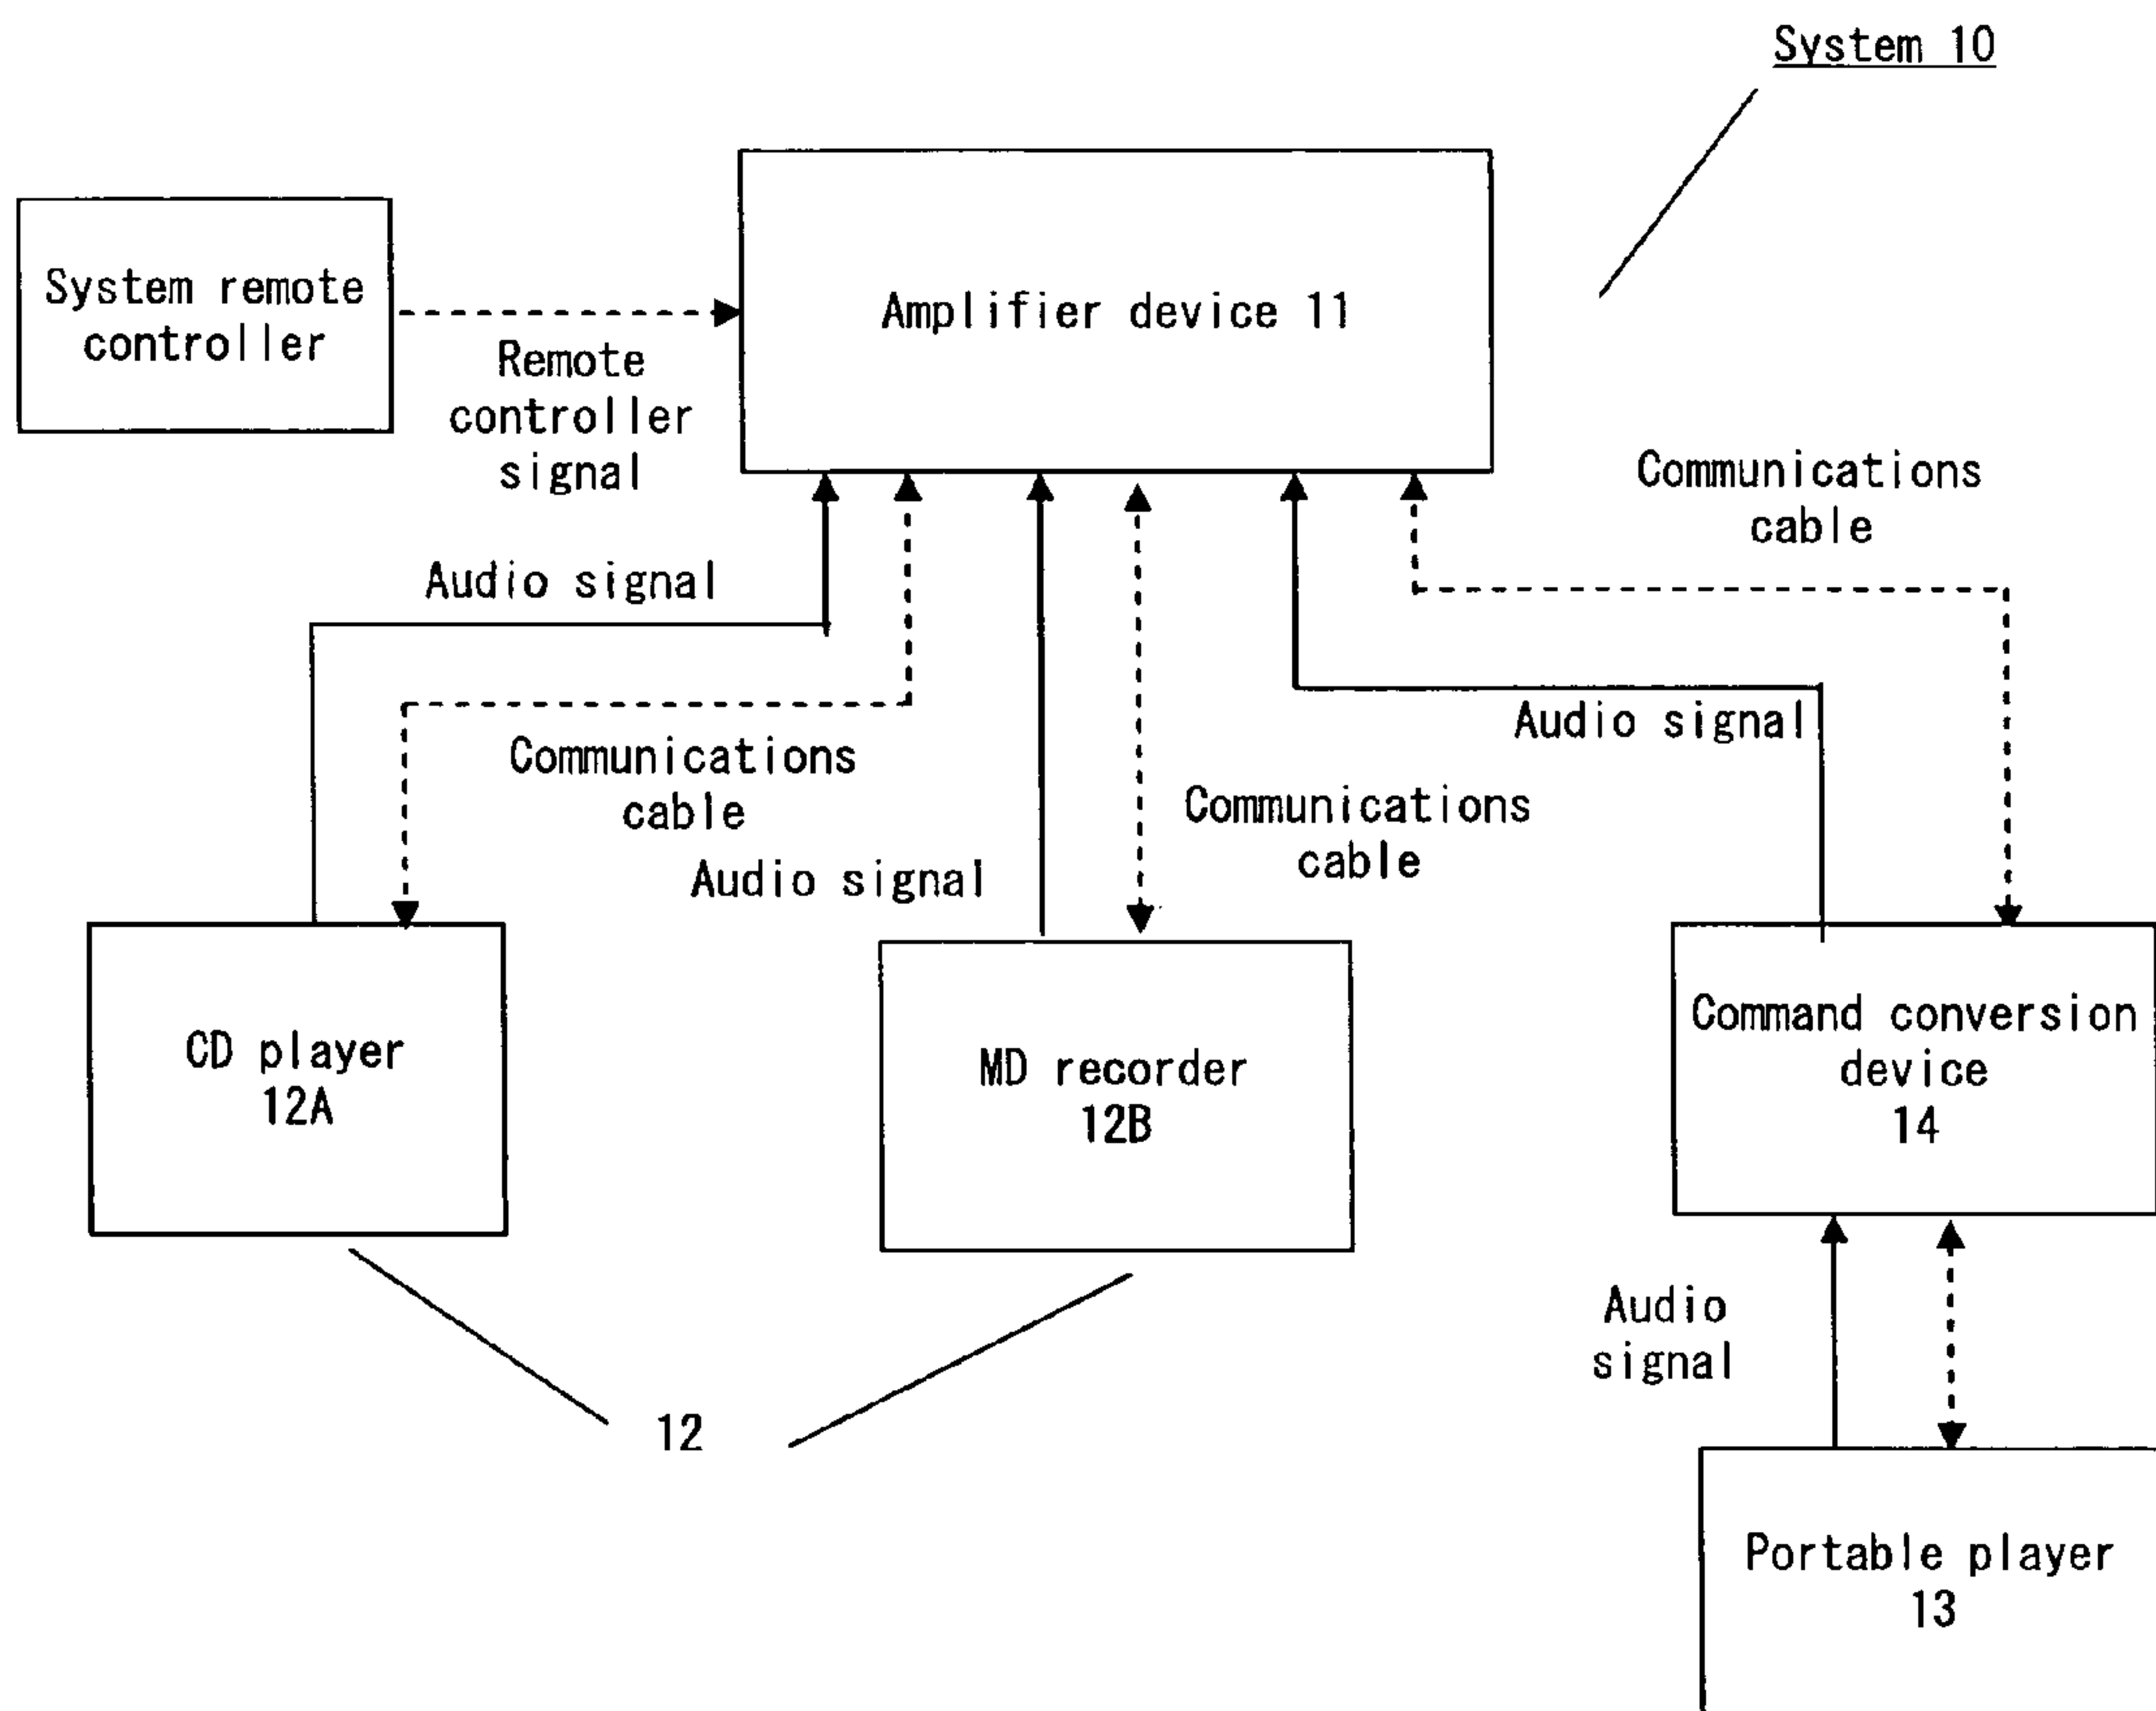 System 10
System remote
controller
Amplifier device 11
Remote
controller
signal
Communications
cable
Audio signal
Communications
cable
Audio signal
Communications
cable
Audio signal
CD player
12A
MD recorder
12B
Command conversion
device
14
12
Audio
signal
Portable player
13